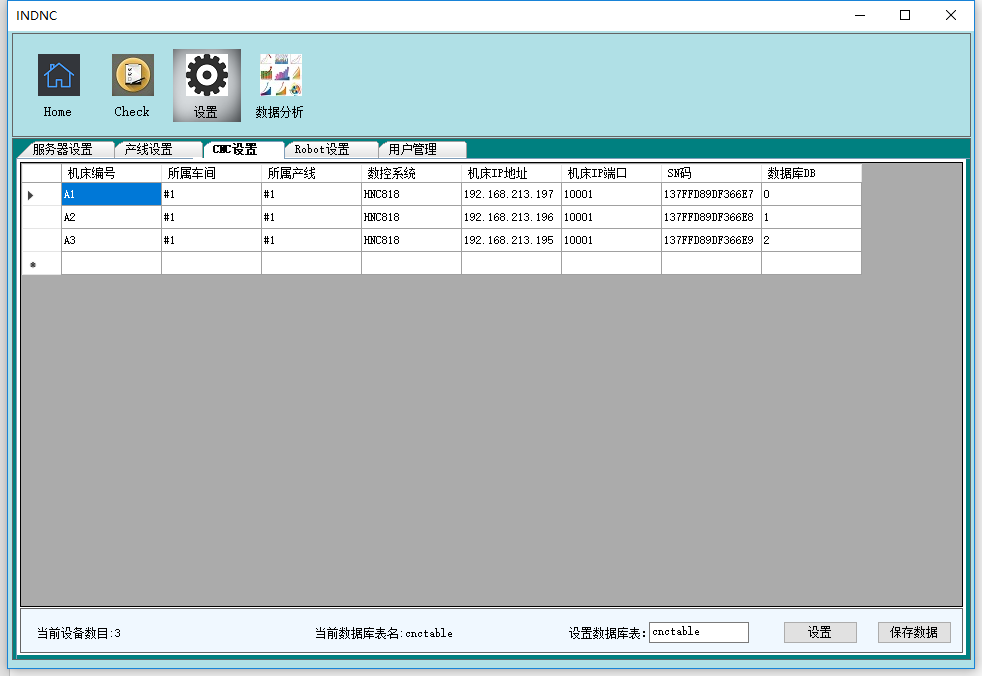 INDNC
Home Check 设置 数据分析
服务器设置 产线设置 CNC设置 Robot设置 用户管理
机床编号 所属车间 所属产线 数控系统 机床IP地址 机床IP端口 SN码 数据库DB
A1 #1 #1 HNC818 192.168.213.197 10001 137FFD89DF366E7 0
A2 #1 #1 HNC818 192.168.213.196 10001 137FFD89DF366E8 1
A3 #1 #1 HNC818 192.168.213.195 10001 137FFD89DF366E9 2
当前设备数目:3 当前数据库表名:cnctable 设置数据库表: cnctable 设置 保存数据